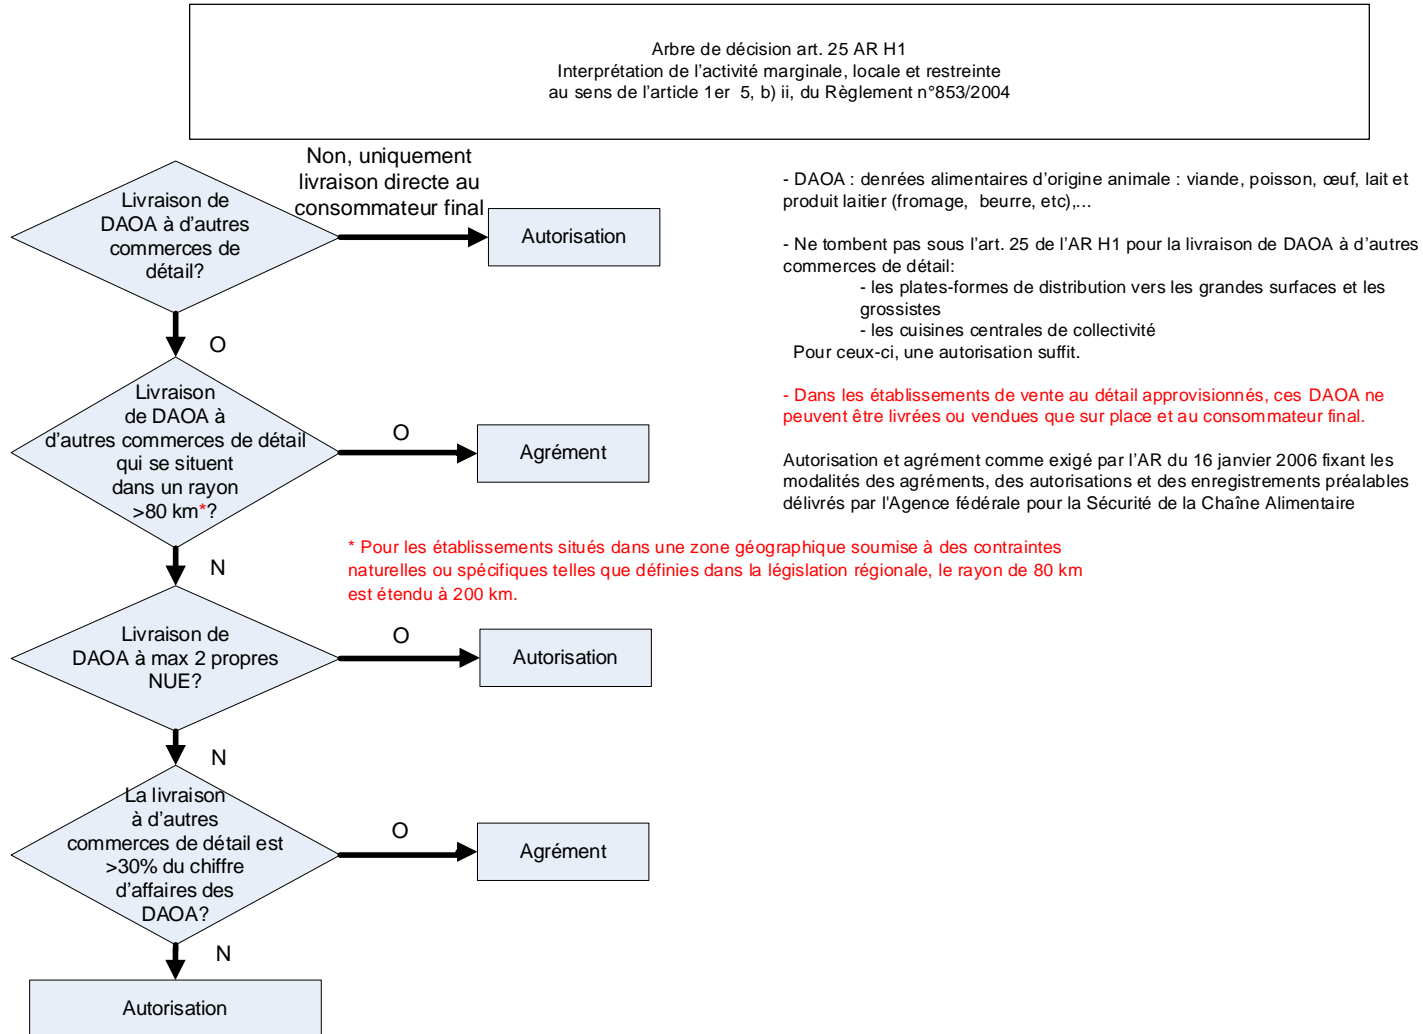 Arbre de décision art. 25 AR H1
Interprétation de l'activité marginale, locale et restreinte
au sens de l'article 1er 5, b) ii, du Règlement n°853/2004
Non, uniquement
livraison directe au
consommateur final
Livraison de
DAOA à d'autres
commerces de
détail?
Autorisation
O
Livraison
de DAOA à
d'autres commerces de détail
qui se situent
dans un rayon
>80 km*?
O
Agrément
N
Livraison de
DAOA à max 2 propres
NUE?
O
Autorisation
N
La livraison
à d'autres
commerces de détail est
>30% du chiffre
d'affaires des
DAOA?
O
Agrément
N
Autorisation
- DAOA : denrées alimentaires d'origine animale : viande, poisson, œuf, lait et
produit laitier (fromage, beurre, etc),...
- Ne tombent pas sous l'art. 25 de l'AR H1 pour la livraison de DAOA à d'autres
commerces de détail:
- les plates-formes de distribution vers les grandes surfaces et les
grossistes
- les cuisines centrales de collectivité
Pour ceux-ci, une autorisation suffit.
- Dans les établissements de vente au détail approvisionnés, ces DAOA ne
peuvent être livrées ou vendues que sur place et au consommateur final.
Autorisation et agrément comme exigé par l'AR du 16 janvier 2006 fixant les
modalités des agréments, des autorisations et des enregistrements préalables
délivrés par l'Agence fédérale pour la Sécurité de la Chaîne Alimentaire
* Pour les établissements situés dans une zone géographique soumise à des contraintes
naturelles ou spécifiques telles que définies dans la législation régionale, le rayon de 80 km
est étendu à 200 km.